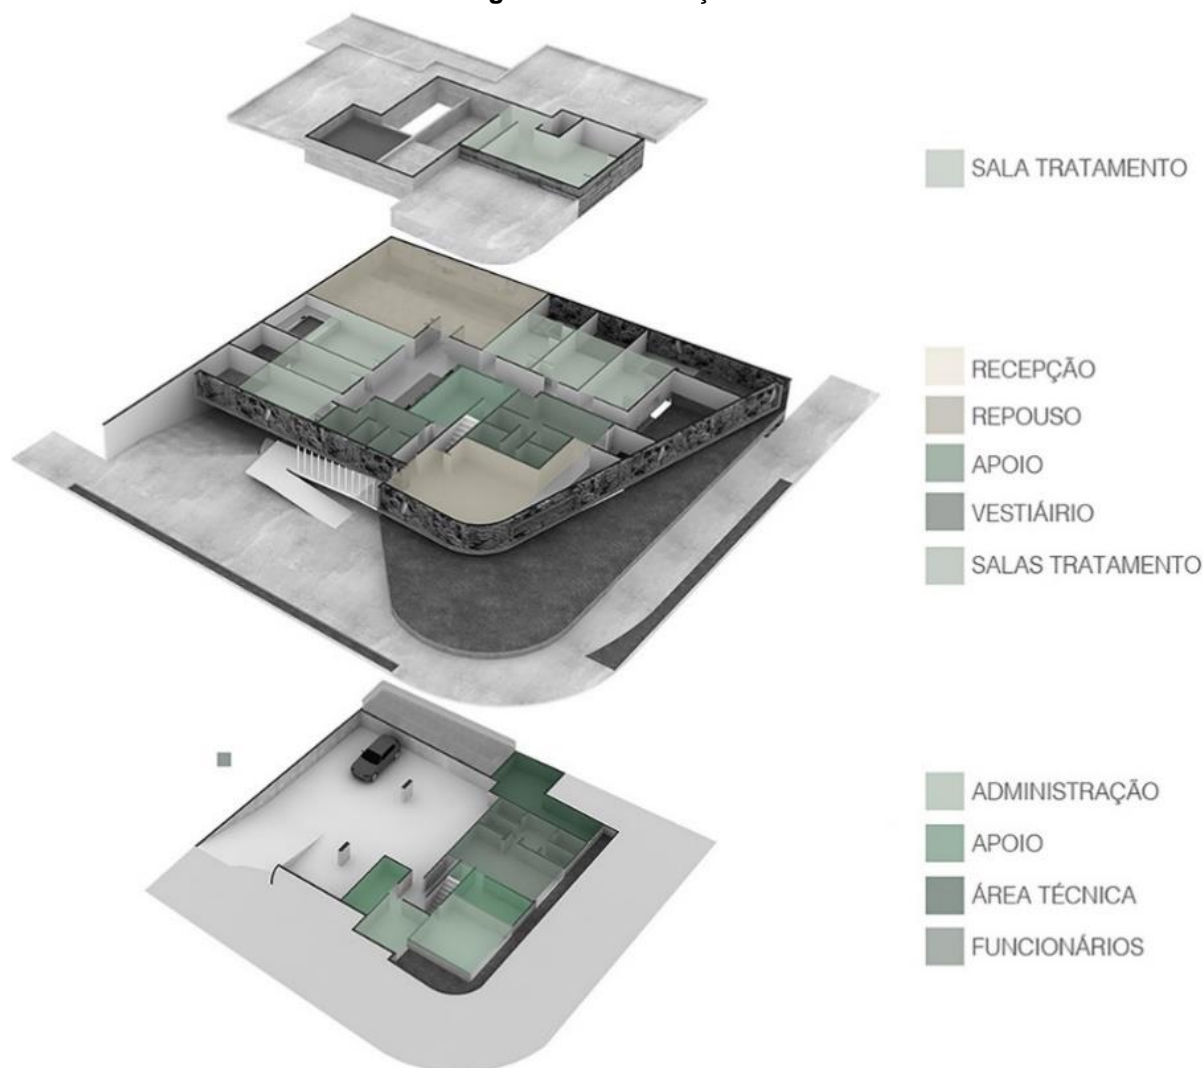 SALA TRATAMENTO
RECEPÇÃO
REPOUSO
APOIO
VESTIÁIRIO
SALAS TRATAMENTO
ADMINISTRAÇÃO
APOIO
ÁREA TÉCNICA
FUNCIONÁRIOS